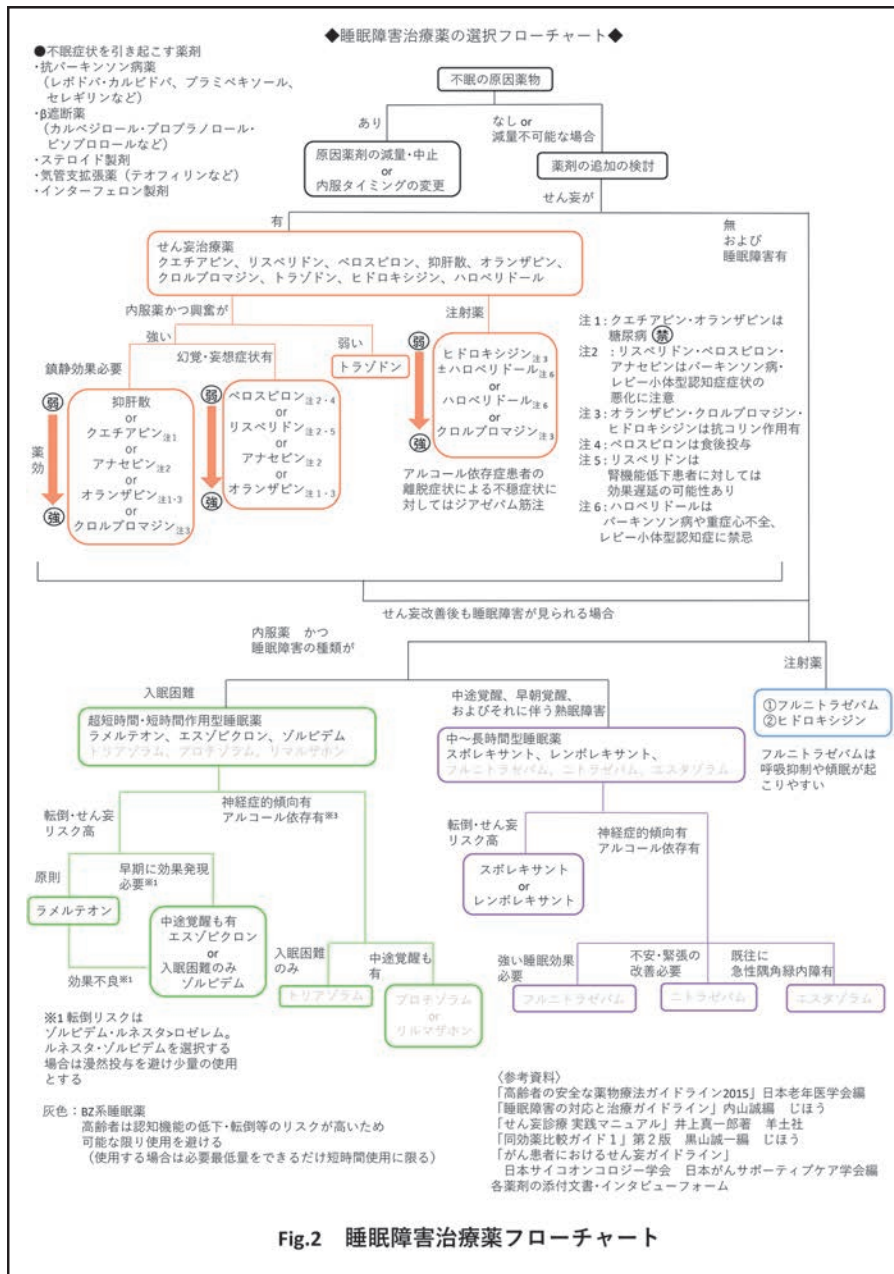 ◆睡眠障害治療薬の選択フローチャート◆
●不眠症状を引き起こす薬剤
・抗パーキンソン病薬
（レボドパ・カルビドパ、プラミペキソール、
セレギリンなど）
・β遮断薬
（カルベジロール・プロプラノロール・
ビソプロロールなど）
・ステロイド製剤
・気管支拡張薬（テオフィリンなど）
・インターフェロン製剤
不眠の原因薬物
あり
なし or
減量不可能な場合
原因薬剤の減量・中止
or
内服タイミングの変更
薬剤の追加の検討
せん妄が
有
無
および
睡眠障害有
せん妄治療薬
クエチアピン、リスペリドン、ペロスピロン、抑肝散、オランザピン、
クロルプロマジン、トラゾドン、ヒドロキシジン、ハロペリドール
内服薬かつ興奮が
注射薬
強い
弱い
鎮静効果必要
幻覚・妄想症状有
トラゾドン
薬効
弱
強
抑肝散
or
クエチアピン注1
or
アナセピン注2
or
オランザピン注1・3
or
クロルプロマジン注3
弱
強
ペロスピロン注2・4
or
リスペリドン注2・5
or
アナセピン注2
or
オランザピン注1・3
弱
強
ヒドロキシジン注3
±ハロペリドール注6
or
ハロペリドール注6
or
クロルプロマジン注3
アルコール依存症患者の
離脱症状による不穏症状に
対してはジアゼパム筋注
注1：クエチアピン・オランザピンは
糖尿病 禁
注2 ：リスペリドン・ペロスピロン・
アナセピンはパーキンソン病・
レビー小体型認知症症状の
悪化に注意
注3：オランザピン・クロルプロマジン・
ヒドロキシジンは抗コリン作用有
注4：ペロスピロンは食後投与
注5：リスペリドンは
腎機能低下患者に対しては
効果遅延の可能性あり
注6：ハロペリドールは
パーキンソン病や重症心不全、
レビー小体型認知症に禁忌
せん妄改善後も睡眠障害が見られる場合
内服薬 かつ
睡眠障害の種類が
注射薬
入眠困難
中途覚醒、早朝覚醒、
およびそれに伴う熟眠障害
超短時間・短時間作用型睡眠薬
ラメルテオン、エスゾピクロン、ゾルピデム
トリアゾラム、ブロチゾラム、リマルザホン
中～長時間型睡眠薬
スボレキサント、レンボレキサント、
フルニトラゼパム、ニトラゼパム、エスタゾラム
①フルニトラゼパム
②ヒドロキシジン
フルニトラゼパムは
呼吸抑制や傾眠が起
こりやすい
転倒・せん妄
リスク高
神経症的傾向有
アルコール依存有※3
原則
早期に効果発現
必要※1
ラメルテオン
中途覚醒も有
エスゾピクロン
or
入眠困難のみ
ゾルピデム
効果不良※1
入眠困難
のみ
中途覚醒も
有
トリアゾラム
ブロチゾラム
or
リルマザホン
転倒・せん妄
リスク高
神経症的傾向有
アルコール依存有
スボレキサント
or
レンボレキサント
強い睡眠効果
必要
不安・緊張の
改善必要
既往に
急性隅角緑内障有
フルニトラゼパム
ニトラゼパム
エスタゾラム
※1 転倒リスクは
ゾルピデム・ルネスタ>ロゼレム。
ルネスタ・ゾルピデムを選択する
場合は漫然投与を避け少量の使用
とする
灰色：BZ系睡眠薬
高齢者は認知機能の低下・転倒等のリスクが高いため
可能な限り使用を避ける
（使用する場合は必要最低量をできるだけ短時間使用に限る）
〈参考資料〉
「高齢者の安全な薬物療法ガイドライン2015」日本老年医学会編
「睡眠障害の対応と治療ガイドライン」内山誠編 じほう
「せん妄診療 実践マニュアル」井上真一郎著 羊土社
「同効薬比較ガイド1」第2版 黒山誠一編 じほう
「がん患者におけるせん妄ガイドライン」
日本サイコオンコロジー学会 日本がんサポーティブケア学会編
各薬剤の添付文書・インタビューフォーム
Fig.2 睡眠障害治療薬フローチャート